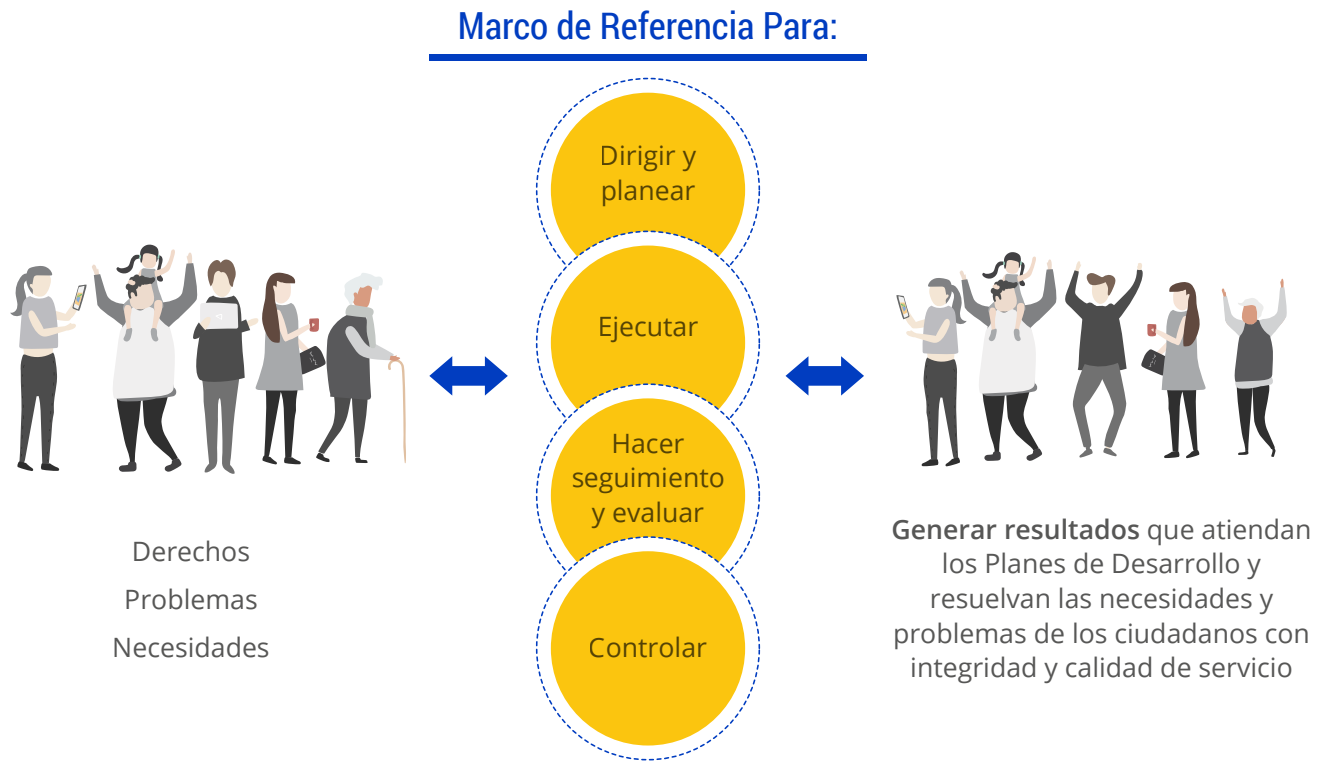 Marco de Referencia Para:
Dirigir y
planear
Ejecutar
Hacer
seguimiento
y evaluar
Controlar
Derechos
Problemas
Necesidades
Generar resultados que atiendan
los Planes de Desarrollo y
resuelvan las necesidades y
problemas de los ciudadanos con
integridad y calidad de servicio